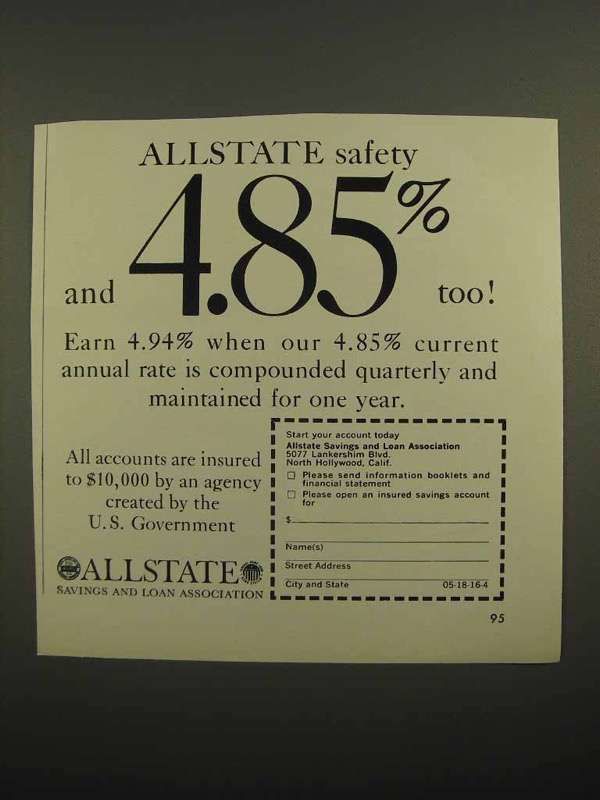 ALLSTATE safety
and 4.85% too!
Earn 4.94% when our 4.85% current
annual rate is compounded quarterly and
maintained for one year.
All accounts are insured
to $10,000 by an agency
created by the
U.S. Government
ALLSTATE
SAVINGS AND LOAN ASSOCIATION
Start your account today
Allstate Savings and Loan Association
5077 Lankershim Blvd.
North Hollywood, Calif.
☐ Please send information booklets and
financial statement
☐ Please open an insured savings account
for
$
Name(s)
Street Address
City and State 05-18-16-4
95